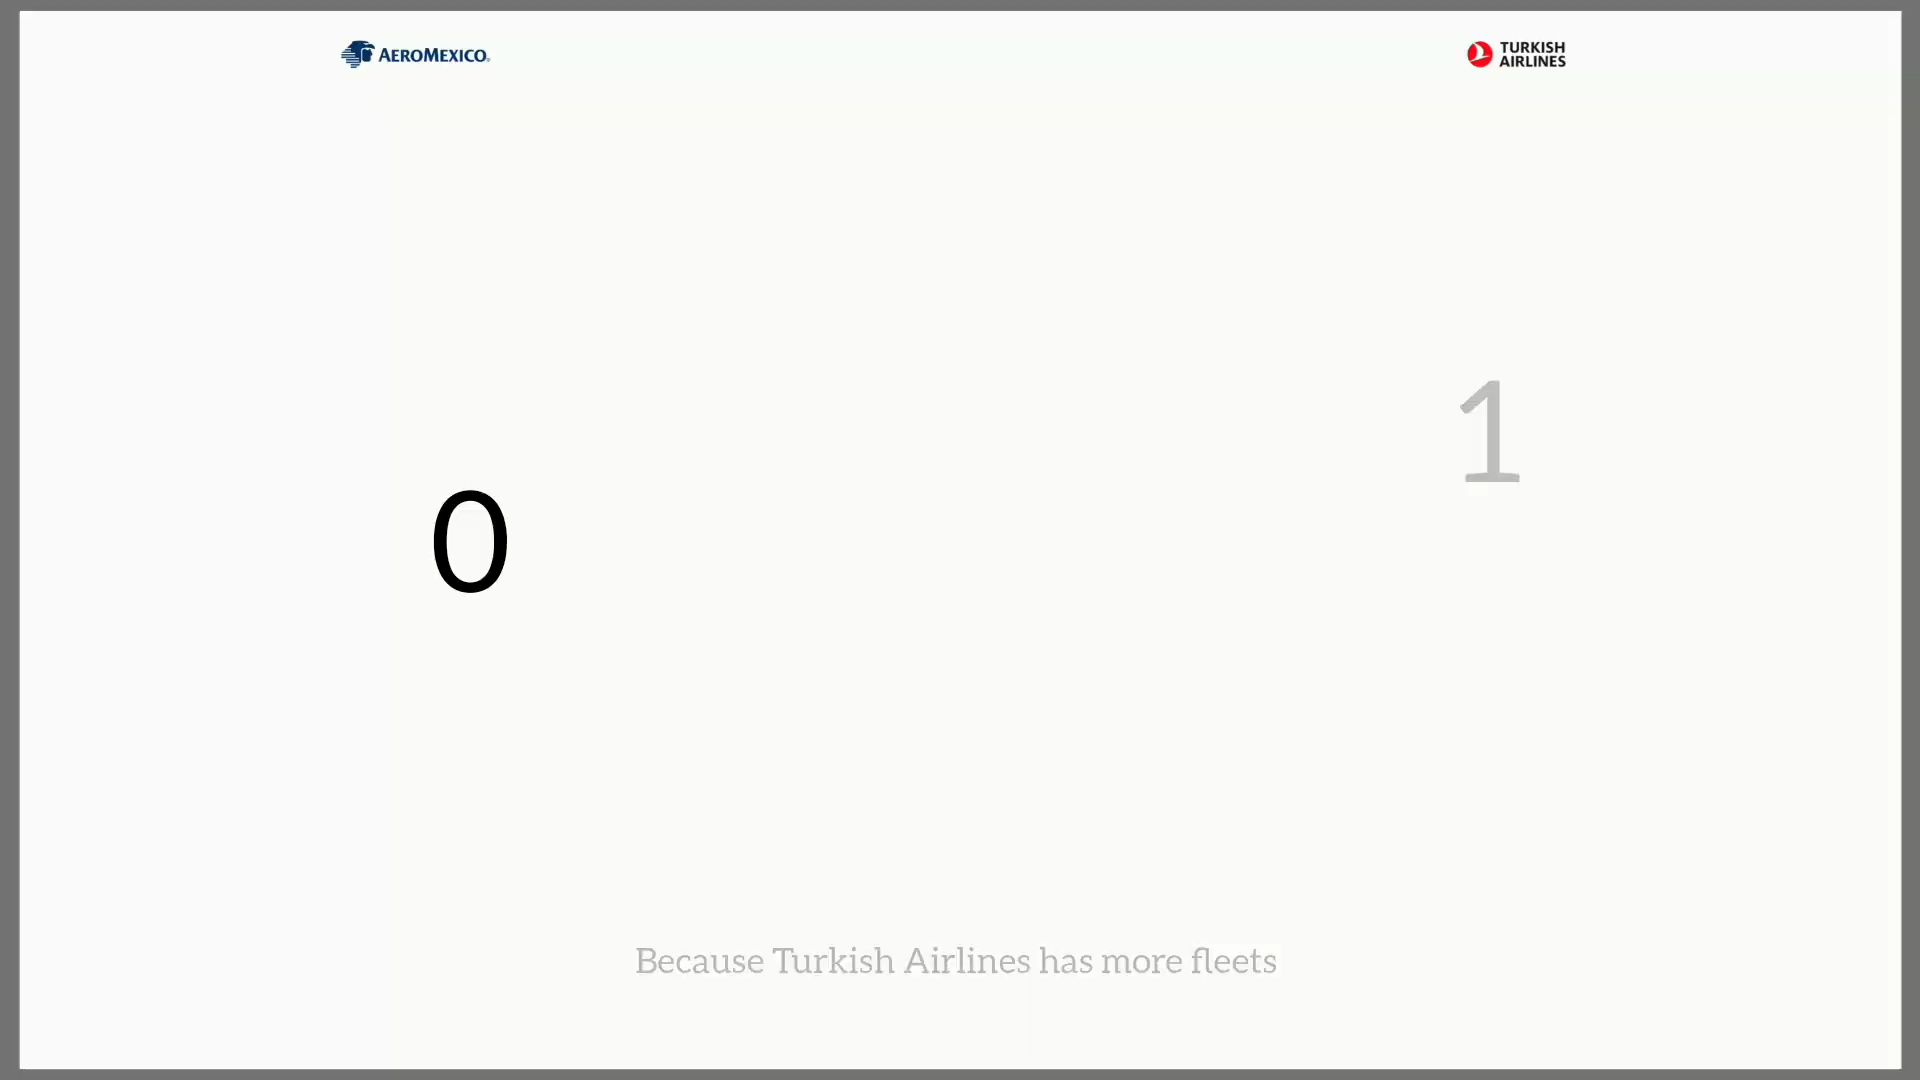 AEROMEXICO
TURKISH
AIRLINES
1
0
Because Turkish Airlines has more fleets